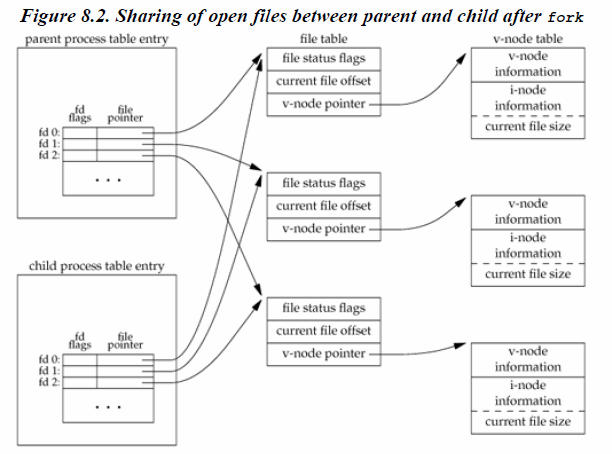 Figure 8.2. Sharing of open files between parent and child after fork
parent process table entry
fd
flags
file
pointer
fd 0:
fd 1:
fd 2:
. . .
child process table entry
fd
flags
file
pointer
fd 0:
fd 1:
fd 2:
. . .
file table
file status flags
current file offset
v-node pointer
file status flags
current file offset
v-node pointer
file status flags
current file offset
v-node pointer
v-node table
v-node
information
i-node
information
current file size
v-node
information
i-node
information
current file size
v-node
information
i-node
information
current file size